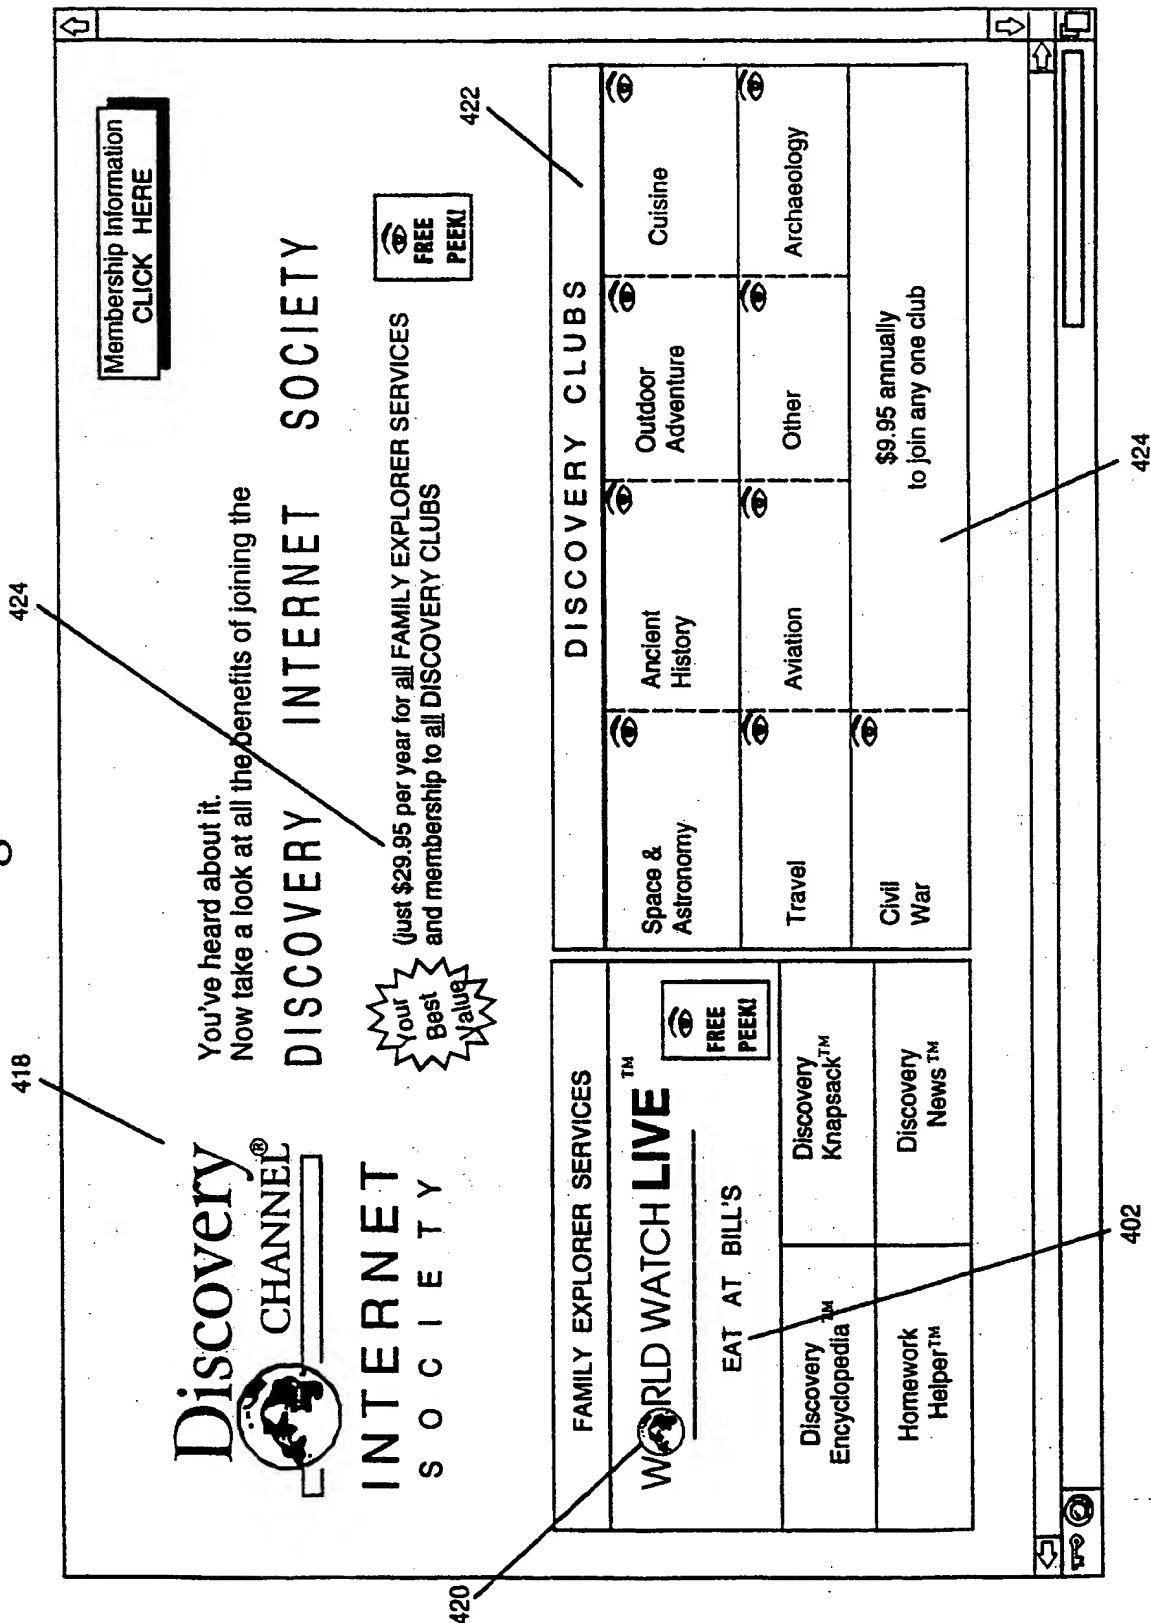 418
424
Discovery
CHANNEL®
INTERNET
SOCIETY
You've heard about it.
Now take a look at all the benefits of joining the
DISCOVERY INTERNET SOCIETY
Membership Information
CLICK HERE
Your
Best
Value
(just $29.95 per year for all FAMILY EXPLORER SERVICES
and membership to all DISCOVERY CLUBS
FREE
PEEK!
422
420
FAMILY EXPLORER SERVICES
WORLD WATCH LIVE™
EAT AT BILL'S
FREE
PEEK!
Discovery
Encyclopedia™
Discovery
Knapsack™
Homework
Helper™
Discovery
News™
DISCOVERY CLUBS
Space &
Astronomy
Ancient
History
Outdoor
Adventure
Cuisine
Travel
Aviation
Other
Archaeology
Civil
War
$9.95 annually
to join any one club
402
424